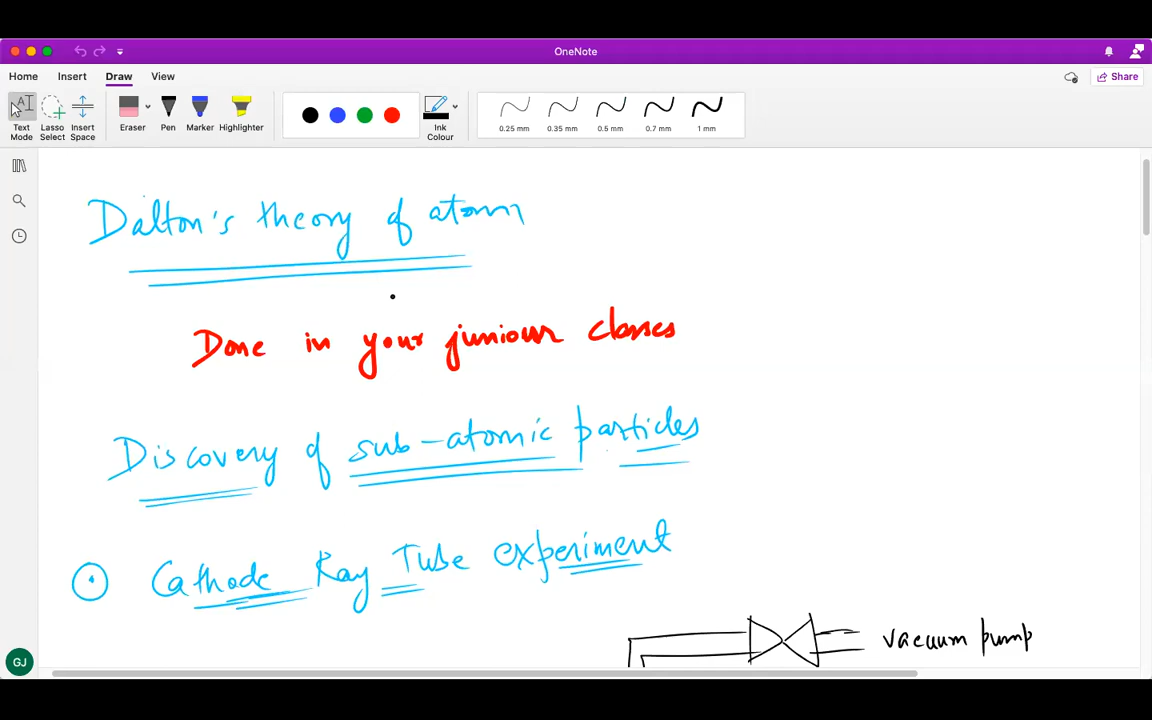 OneNote
Home Insert Draw View
Share
Text Mode
Lasso Select
Insert Space
Eraser
Pen
Marker
Highlighter
Ink Colour
0.25 mm
0.35 mm
0.5 mm
0.7 mm
1 mm
Dalton's theory of atom
Done in your juniour classes
Discovery of sub-atomic particles
Cathode Ray Tube experiment
vacuum pump
GJ